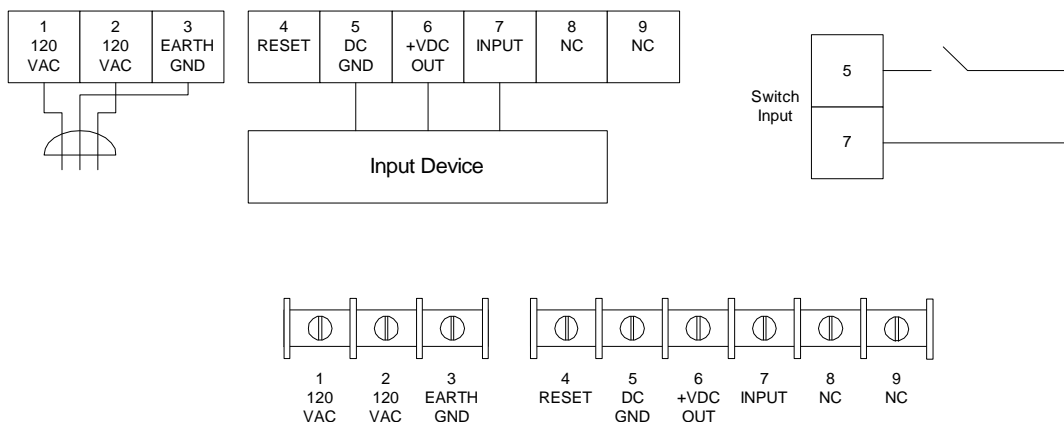 1
120
VAC
2
120
VAC
3
EARTH
GND
4
RESET
5
DC
GND
6
+VDC
OUT
7
INPUT
8
NC
9
NC
Input Device
Switch
Input
5
7
1
120
VAC
2
120
VAC
3
EARTH
GND
4
RESET
5
DC
GND
6
+VDC
OUT
7
INPUT
8
NC
9
NC